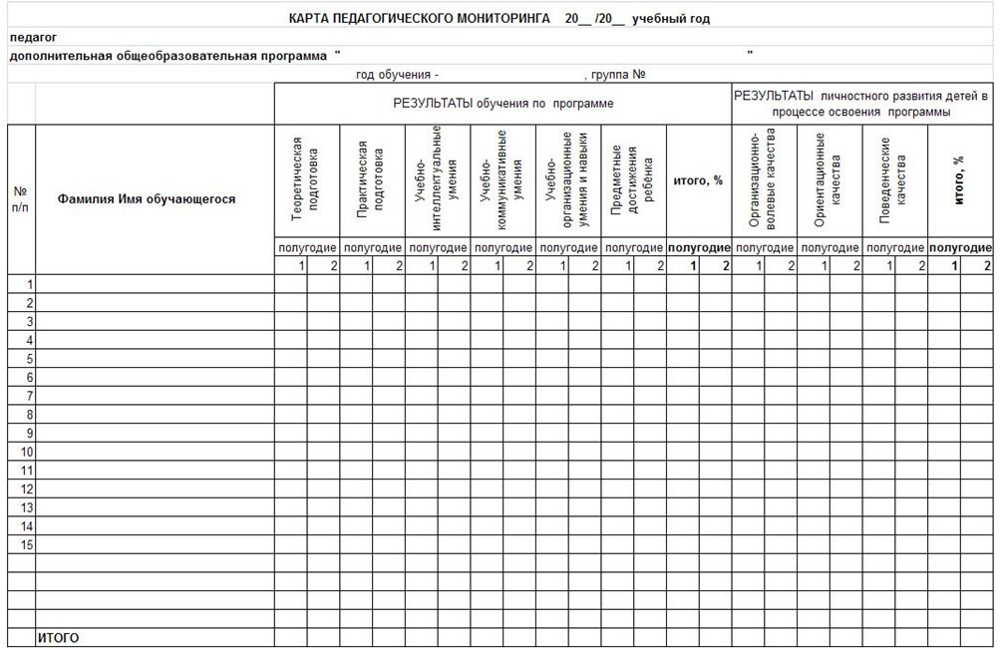 КАРТА ПЕДАГОГИЧЕСКОГО МОНИТОРИНГА 20__ /20__ учебный год
педагог
дополнительная общеобразовательная программа " "
год обучения - , группа №
РЕЗУЛЬТАТЫ обучения по программе
РЕЗУЛЬТАТЫ личностного развития детей в
процессе освоения программы
№
п/п
Фамилия Имя обучающегося
Теоретическая
подготовка
Практическая
подготовка
Учебно-
интеллектуальные
умения
Учебно-
коммуникативные
умения
Учебно-
организационные
умения и навыки
Предметные
достижения
ребёнка
итого, %
Организационно-
волевые качества
Ориентационные
качества
Поведенческие
качества
итого, %
полугодие полугодие полугодие полугодие полугодие полугодие полугодие полугодие полугодие полугодие полугодие
1 2 1 2 1 2 1 2 1 2 1 2 1 2 1 2 1 2 1 2 1 2
1
2
3
4
5
6
7
8
9
10
11
12
13
14
15
ИТОГО